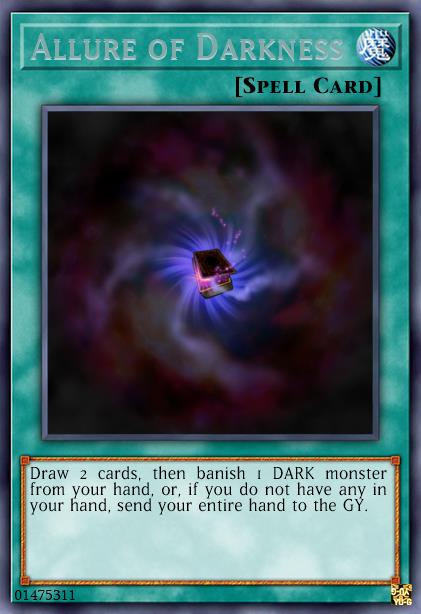 Allure of Darkness 魔
[Spell Card]
Draw 2 cards, then banish 1 DARK monster
from your hand, or, if you do not have any in
your hand, send your entire hand to the GY.
01475311